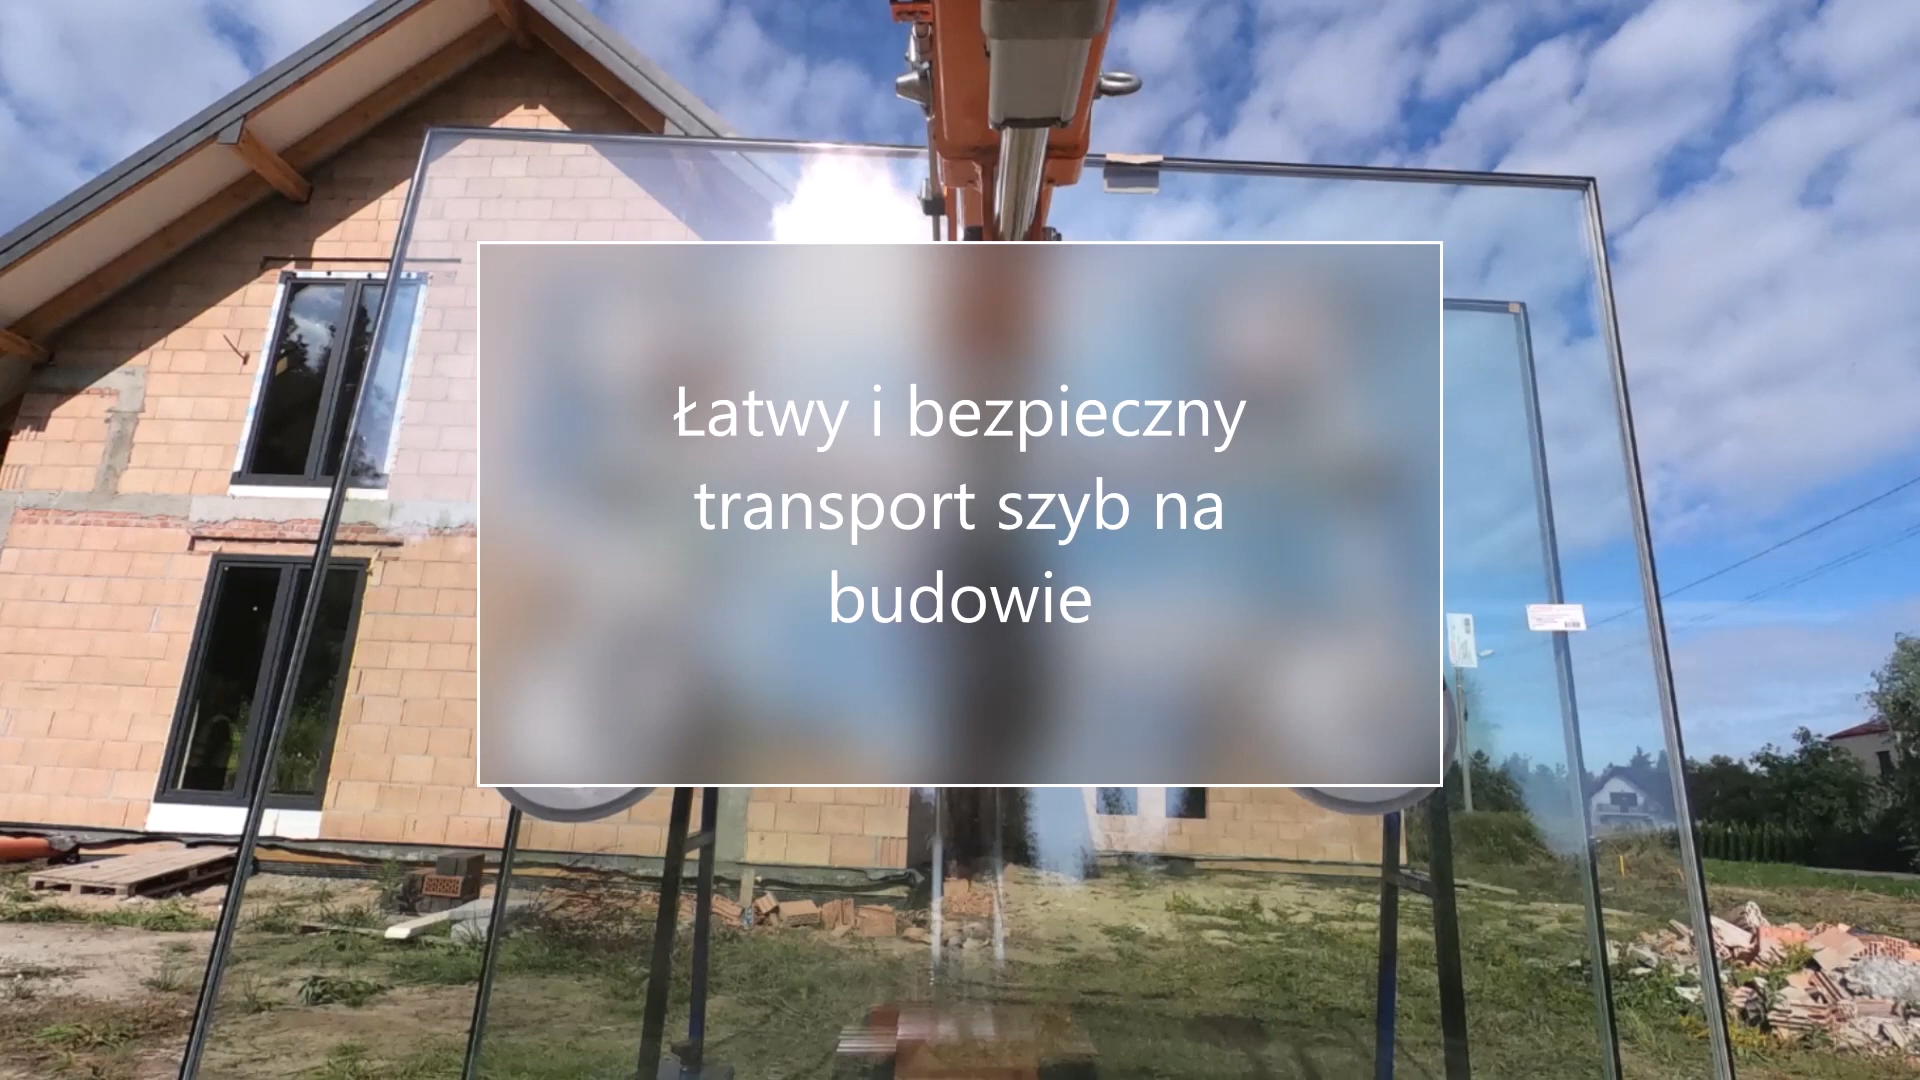 Łatwy i bezpieczny
transport szyb na
budowie